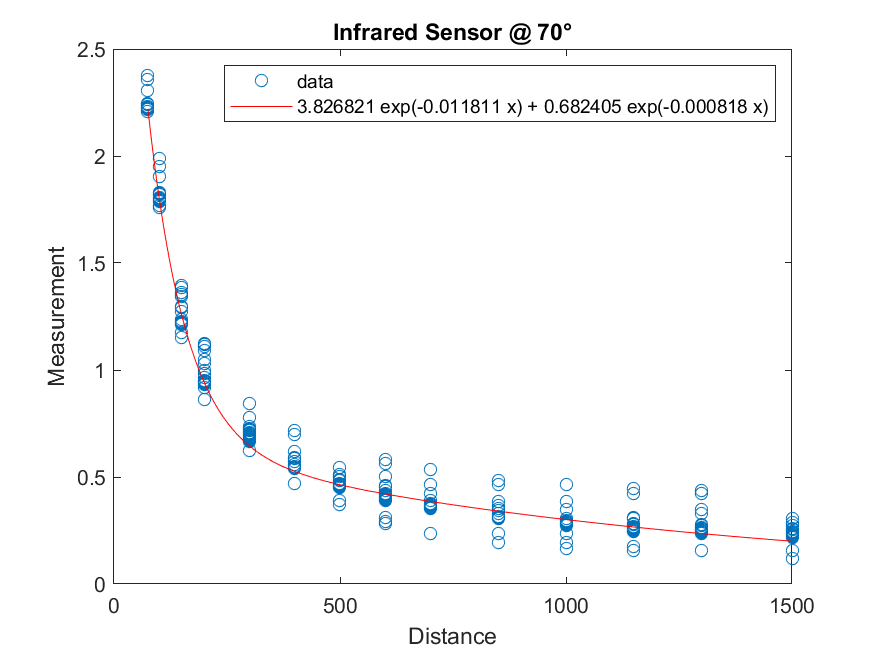 Infrared Sensor @ 70°
data
3.826821 exp(-0.011811 x) + 0.682405 exp(-0.000818 x)
2.5
2
1.5
1
0.5
0
Measurement
0 500 1000 1500
Distance